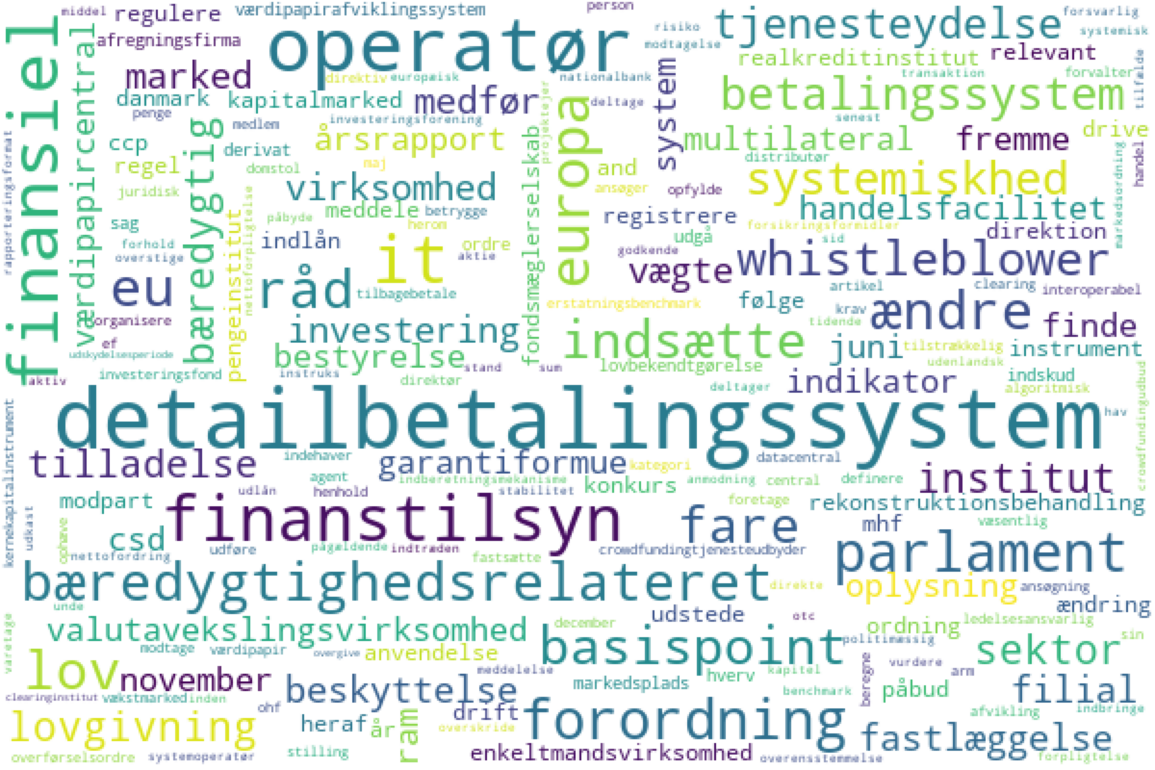 middel
regulere
værdipapirafviklingssystem
person
tjenesteydelse
forsvarlig
systemisk
afregningsfirma
operatør
risiko
modtagelse
realkreditinstitut
relevant
finansiel
værdipapircentral
marked
direktiv
europæisk
nationalbank
system
transaktion
forvalter
tilfælde
danmark
kapitalmarked
medfør
deltage
betalingssystem
penge
investeringsforening
senest
ccp
bæredygtig
medlem
årsrapport
projektejer
europa
multilateral
fremme
drive
handel
regel
derivat
maj
fondsmæglerselskab
and
distributør
markedsordning
rapporteringsformat
domstol
juridisk
virksomhed
ansøger
opfylde
systemiskhed
sag
pengeinstitut
nettoforpligtelse
påbyde
meddele
betrygge
registrere
handelsfacilitet
forhold
indlån
herom
udgå
forsikringsformidler
direktion
overstige
it
ordre
aktie
godkende
sid
whistleblower
eu
råd
tilbagebetale
vægte
artikel
clearing
interoperabel
erstatningsbenchmark
følge
krav
ændre
organisere
investering
indsætte
tidende
finde
ef
udskydelsesperiode
bestyrelse
juni
tilstrækkelig
instrument
stand
sum
lovbekendtgørelse
udenlandsk
aktiv
investeringsfond
instruks
direktør
deltager
indikator
indskud
algoritmisk
crowdfundingudbud
detailbetalingssystem
hav
kernekapitalinstrument
tilladelse
indehaver
garantiformue
kategori
datacentral
institut
agent
indberetningsmekanisme
anmodning
central
definere
modpart
udlån
henhold
stabilitet
konkurs
foretage
rekonstruktionsbehandling
udkast
ophæve
finanstilsyn
fare
mhf
væsentlig
csd
nettofordring
udføre
pågældende
indtræden
fastsætte
crowdfundingtjenesteudbyder
parlament
bæredygtighedsrelateret
direkte
oplysning
ansøgning
unde
udstede
otc
ændring
varetage
valutavekslingsvirksomhed
december
ordning
ledelsesansvarlig
modtage
værdipapir
overgive
anvendelse
basispoint
politimæssig
sektor
sin
lov
november
meddelelse
hverv
kapitel
beregne
vurdere
arm
clearinginstitut
vækstmarked
inden
beskyttelse
markedsplads
benchmark
påbud
filial
ohf
drift
forordning
afvikling
indbringe
lovgivning
heraf
år
ram
overskride
fastlæggelse
overførselsordre
systemoperatør
stilling
enkeltmandsvirksomhed
overensstemmelse
forpligtelse